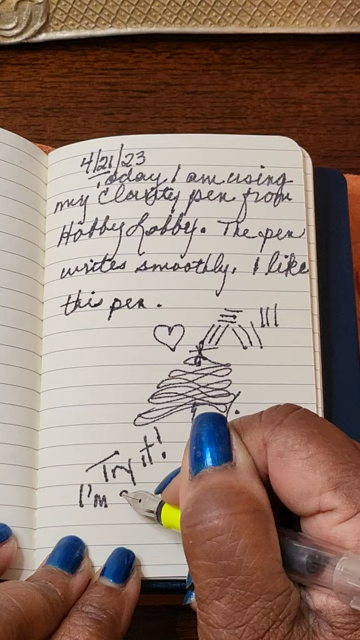 4/21/23
Today I am using
my Clarity pen from
Hobby Lobby. The pen
writes smoothly. I like
this pen.
Try it!
I'm